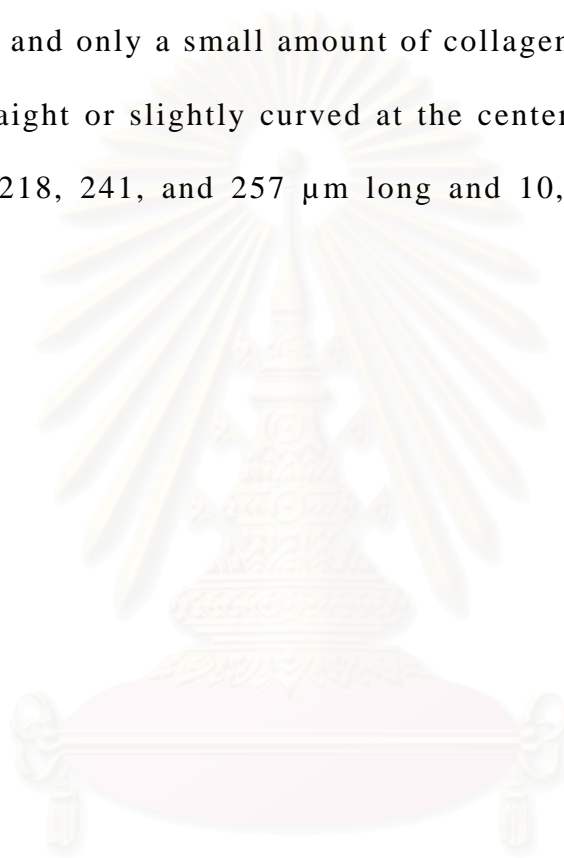 and only a small amount of collagen
aight or slightly curved at the center
218, 241, and 257 µm long and 10,